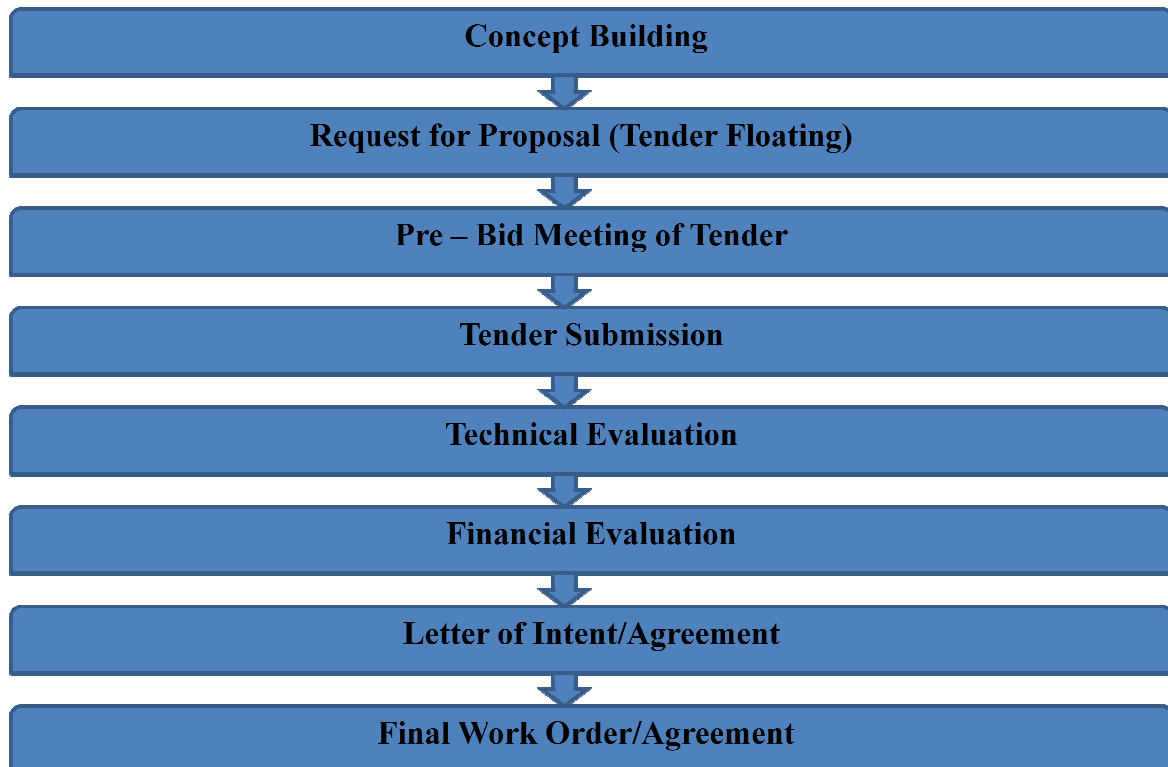 Concept Building
Request for Proposal (Tender Floating)
Pre – Bid Meeting of Tender
Tender Submission
Technical Evaluation
Financial Evaluation
Letter of Intent/Agreement
Final Work Order/Agreement